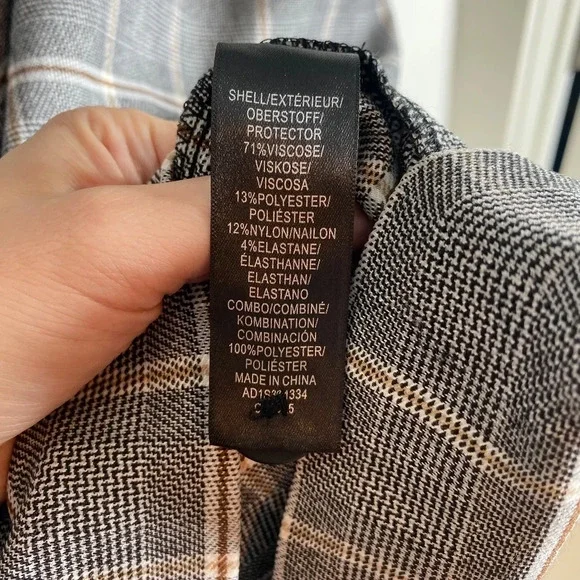 SHELL/EXTÉRIEUR/
OBERSTOFF/
PROTECTOR
71%VISCOSE/
VISKOSE/
VISCOSA
13%POLYESTER/
POLIÉSTER
12%NYLON/NAILON
4%ELASTANE/
ÉLASTHANNE/
ELASTHAN/
ELASTANO
COMBO/COMBINÉ/
KOMBINATION/
COMBINACIÓN
100%POLYESTER/
POLIÉSTER
MADE IN CHINA